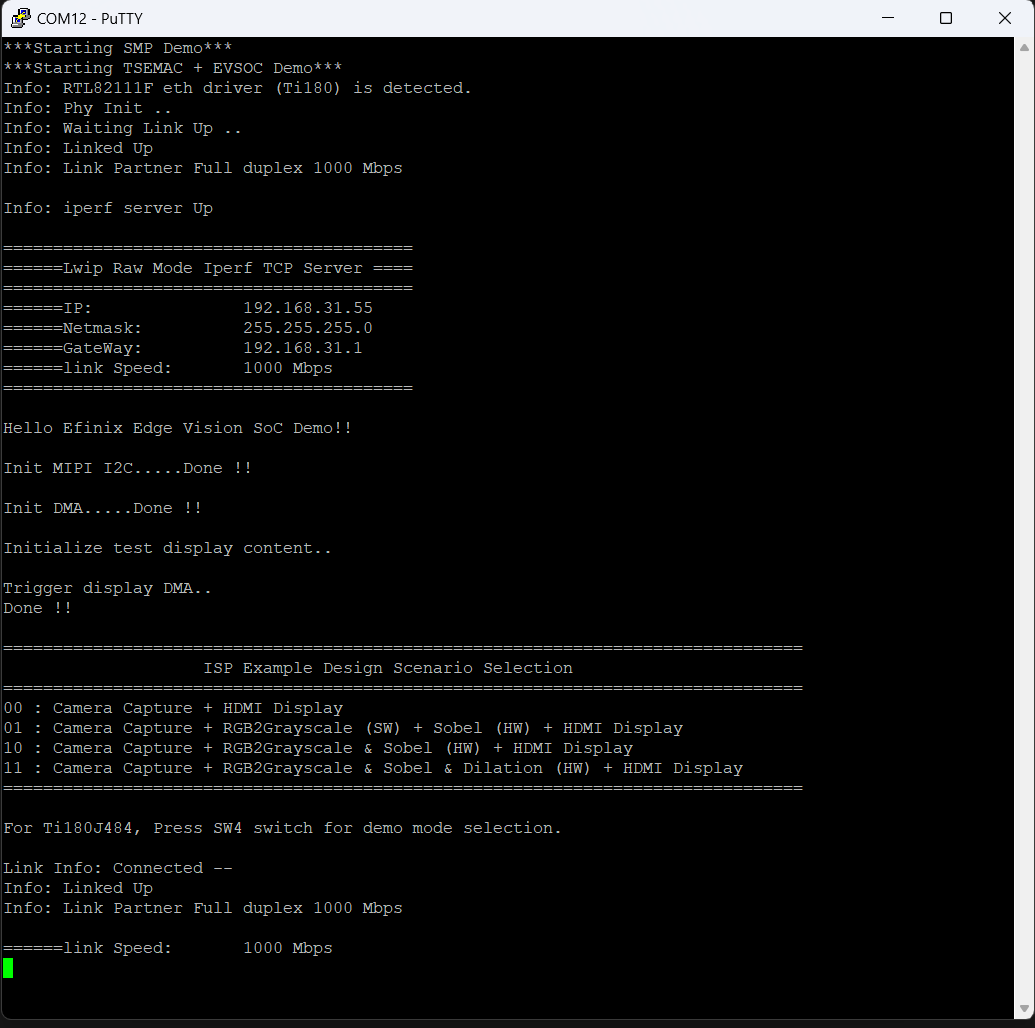 COM12 - PuTTY
***Starting SMP Demo***
***Starting TSEMAC + EVSOC Demo***
Info: RTL82111F eth driver (Ti180) is detected.
Info: Phy Init ..
Info: Waiting Link Up ..
Info: Linked Up
Info: Link Partner Full duplex 1000 Mbps
Info: iperf server Up
=========================================
======Lwip Raw Mode Iperf TCP Server ====
=========================================
======IP:               192.168.31.55
======Netmask:          255.255.255.0
======GateWay:          192.168.31.1
======link Speed:       1000 Mbps
=========================================
Hello Efinix Edge Vision SoC Demo!!
Init MIPI I2C.....Done !!
Init DMA.....Done !!
Initialize test display content..
Trigger display DMA..
Done !!
================================================================================
                    ISP Example Design Scenario Selection
================================================================================
00 : Camera Capture + HDMI Display
01 : Camera Capture + RGB2Grayscale (SW) + Sobel (HW) + HDMI Display
10 : Camera Capture + RGB2Grayscale & Sobel (HW) + HDMI Display
11 : Camera Capture + RGB2Grayscale & Sobel & Dilation (HW) + HDMI Display
================================================================================
For Ti180J484, Press SW4 switch for demo mode selection.
Link Info: Connected --
Info: Linked Up
Info: Link Partner Full duplex 1000 Mbps
======link Speed:       1000 Mbps